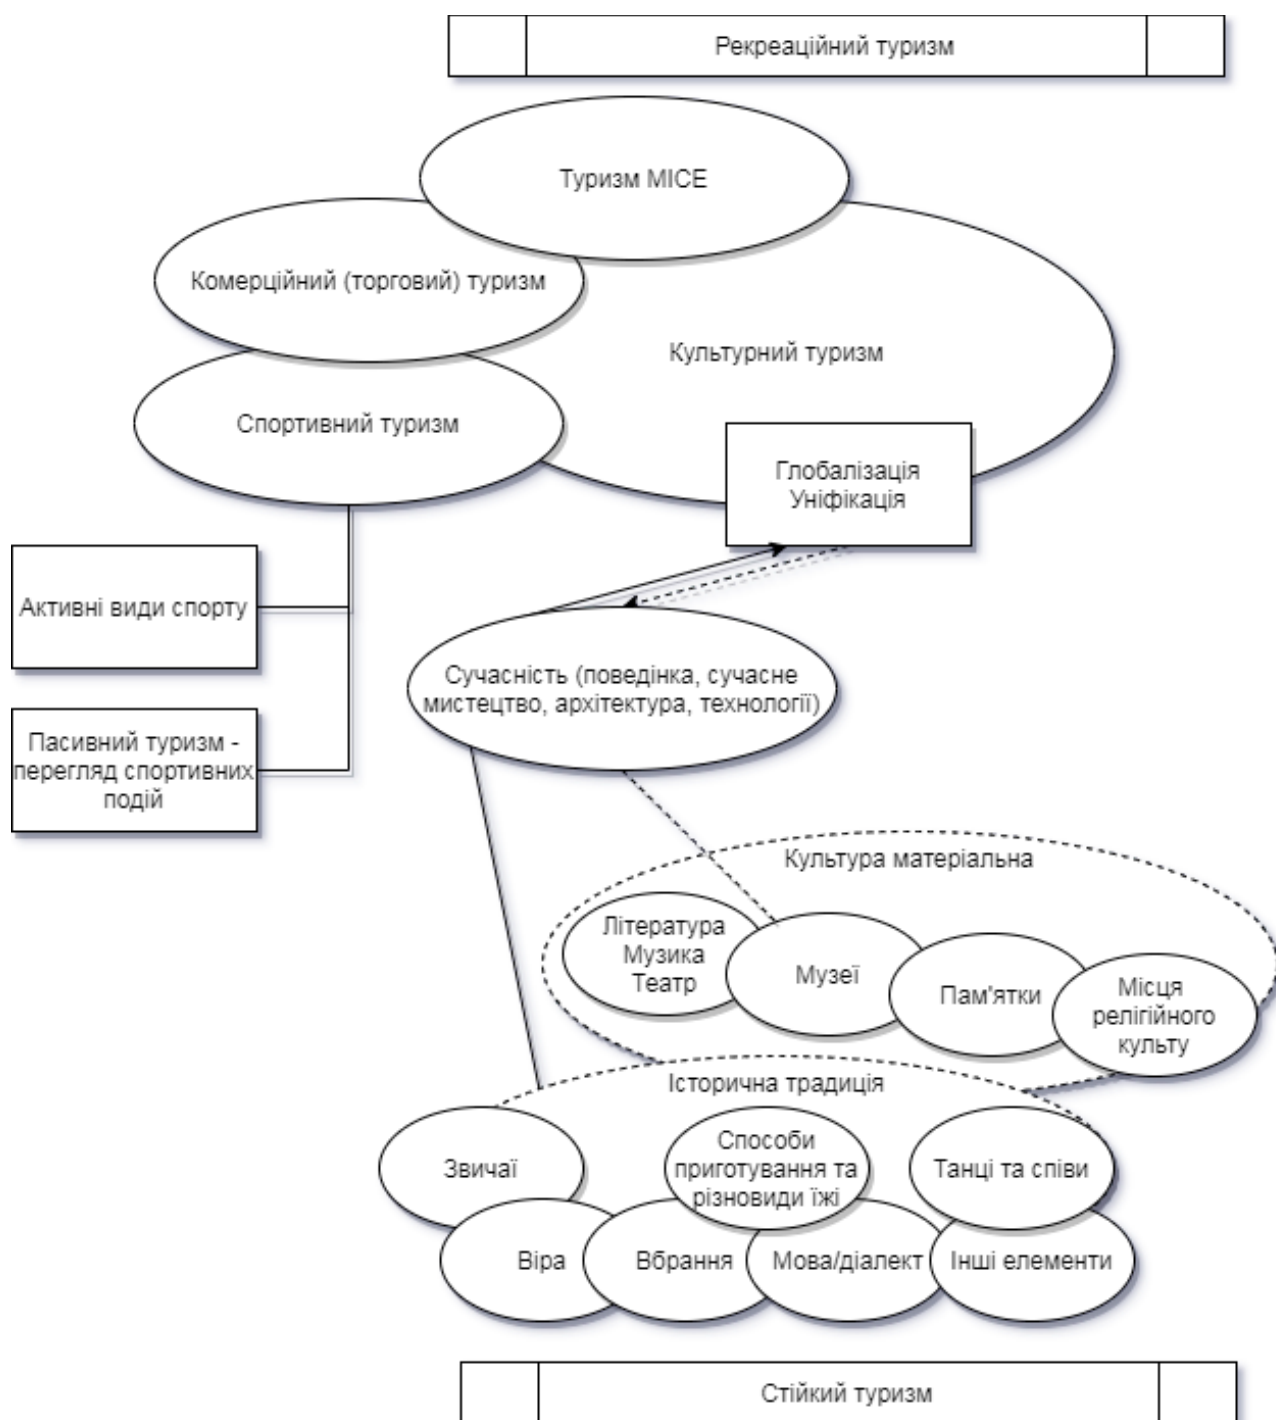 Рекреаційний туризм
Туризм MICE
Комерційний (торговий) туризм
Культурний туризм
Спортивний туризм
Глобалізація
Уніфікація
Активні види спорту
Сучасність (поведінка, сучасне
мистецтво, архітектура, технології)
Пасивний туризм -
перегляд спортивних
подій
Культура матеріальна
Література
Музика
Театр
Музеї
Пам'ятки
Місця
релігійного
культу
Історична традиція
Звичаї
Способи
приготування та
різновиди їжі
Танці та співи
Віра
Вбрання
Мова/діалект
Інші елементи
Стійкий туризм